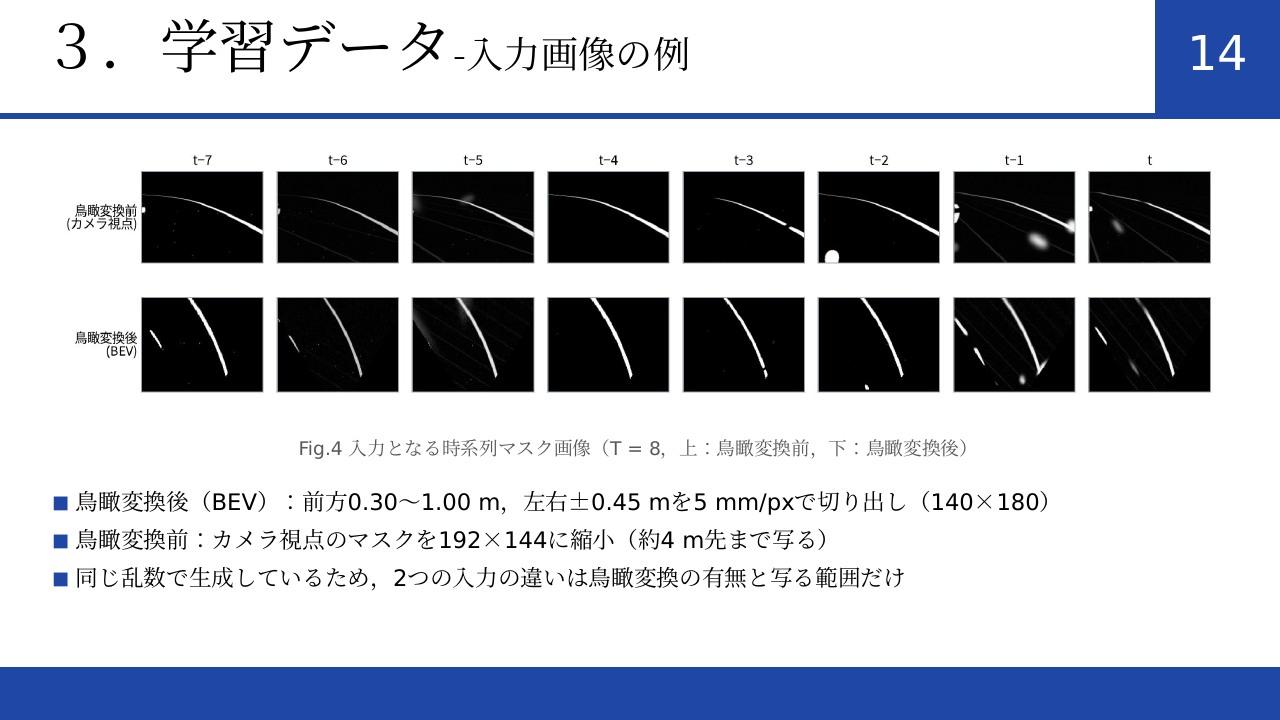 ３．学習データ-入力画像の例
14
t−7 t−6 t−5 t−4 t−3 t−2 t−1 t
鳥瞰変換前
(カメラ視点)
鳥瞰変換後
(BEV)
Fig.4 入力となる時系列マスク画像（T = 8，上：鳥瞰変換前，下：鳥瞰変換後）
■ 鳥瞰変換後（BEV）：前方0.30～1.00 m，左右±0.45 mを5 mm/pxで切り出し（140×180）
■ 鳥瞰変換前：カメラ視点のマスクを192×144に縮小（約4 m先まで写る）
■ 同じ乱数で生成しているため，2つの入力の違いは鳥瞰変換の有無と写る範囲だけ